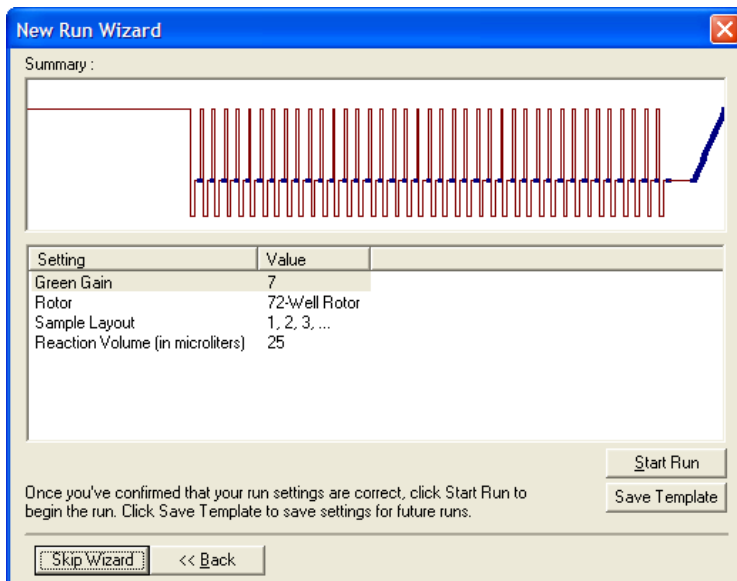 New Run Wizard
Summary :
Setting Value
Green Gain 7
Rotor 72-Well Rotor
Sample Layout 1, 2, 3, ...
Reaction Volume (in microliters) 25
Start Run
Once you've confirmed that your run settings are correct, click Start Run to
begin the run. Click Save Template to save settings for future runs.
Save Template
Skip Wizard << Back